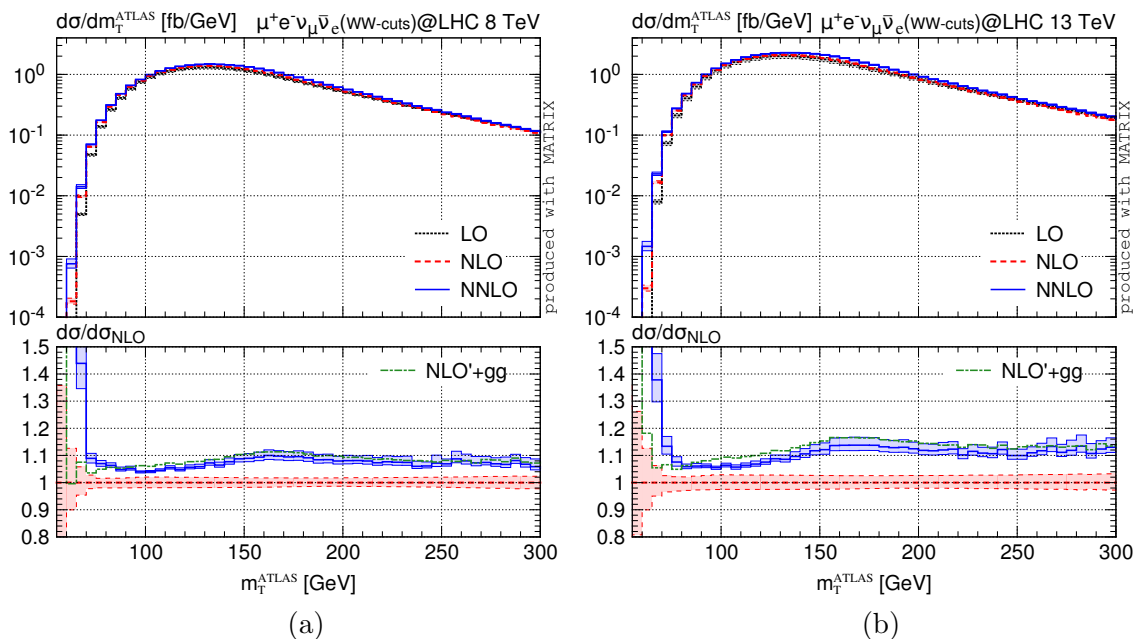 dσ/dm_T^ATLAS [fb/GeV] μ⁺e⁻ν_μν̄_e(WW-cuts)@LHC 8 TeV
10⁰
10⁻¹
10⁻²
10⁻³
10⁻⁴
LO
NLO
NNLO
produced with MATRIX
dσ/dσ_NLO
1.5
1.4
1.3
1.2
1.1
1
0.9
0.8
NLO'+gg
100 150 200 250 300
m_T^ATLAS [GeV]
(a)
dσ/dm_T^ATLAS [fb/GeV] μ⁺e⁻ν_μν̄_e(WW-cuts)@LHC 13 TeV
10⁰
10⁻¹
10⁻²
10⁻³
10⁻⁴
LO
NLO
NNLO
produced with MATRIX
dσ/dσ_NLO
1.5
1.4
1.3
1.2
1.1
1
0.9
0.8
NLO'+gg
100 150 200 250 300
m_T^ATLAS [GeV]
(b)